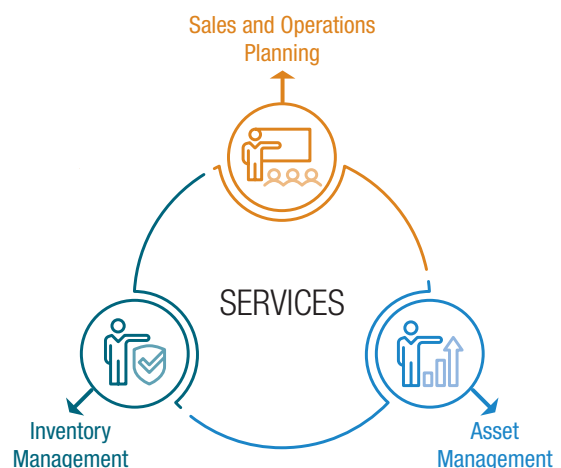 Sales and Operations
Planning
SERVICES
Inventory
Management
Asset
Management